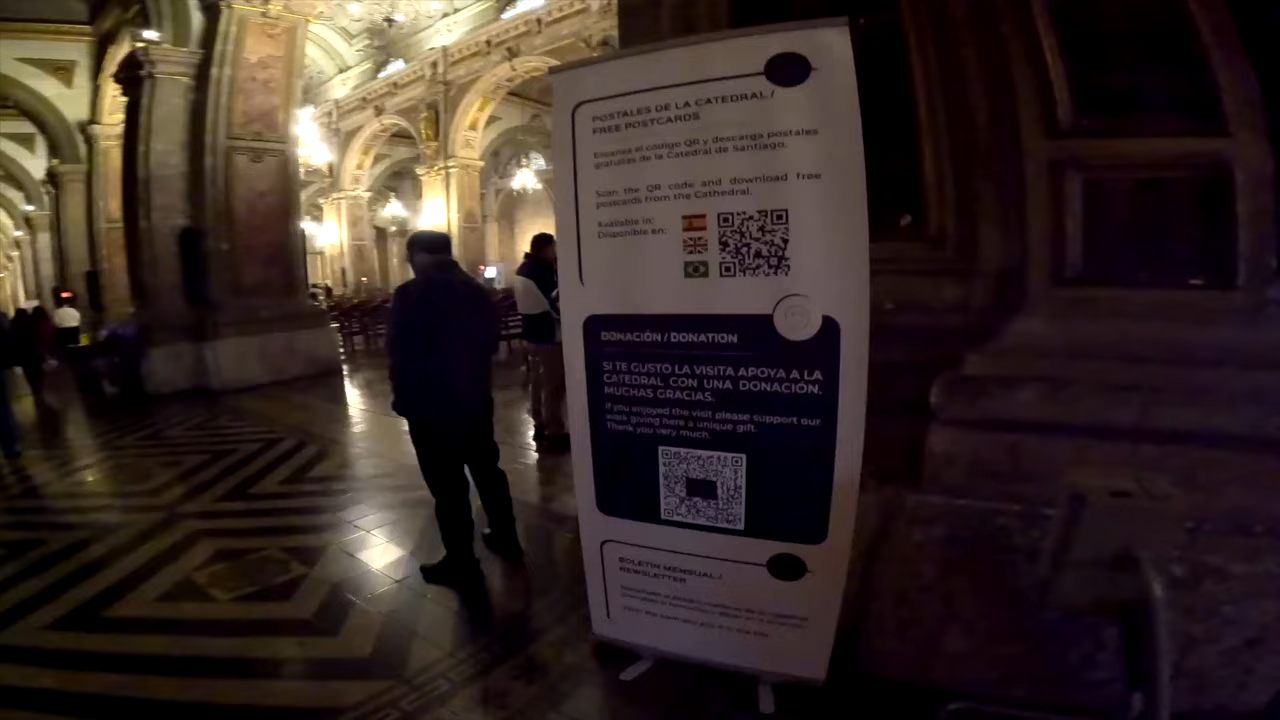 POSTALES DE LA CATEDRAL /
FREE POSTCARDS
Escanea el código QR y descarga postales
gratuitas de la Catedral de Santiago.
Scan the QR code and download free
postcards from the Cathedral.
Available in:
Disponible en:
DONACIÓN / DONATION
SI TE GUSTÓ LA VISITA APOYA A LA
CATEDRAL CON UNA DONACIÓN.
MUCHAS GRACIAS.
If you enjoyed the visit please support our
work giving here a unique gift.
Thank you very much.
BOLETÍN MENSUAL /
NEWSLETTER